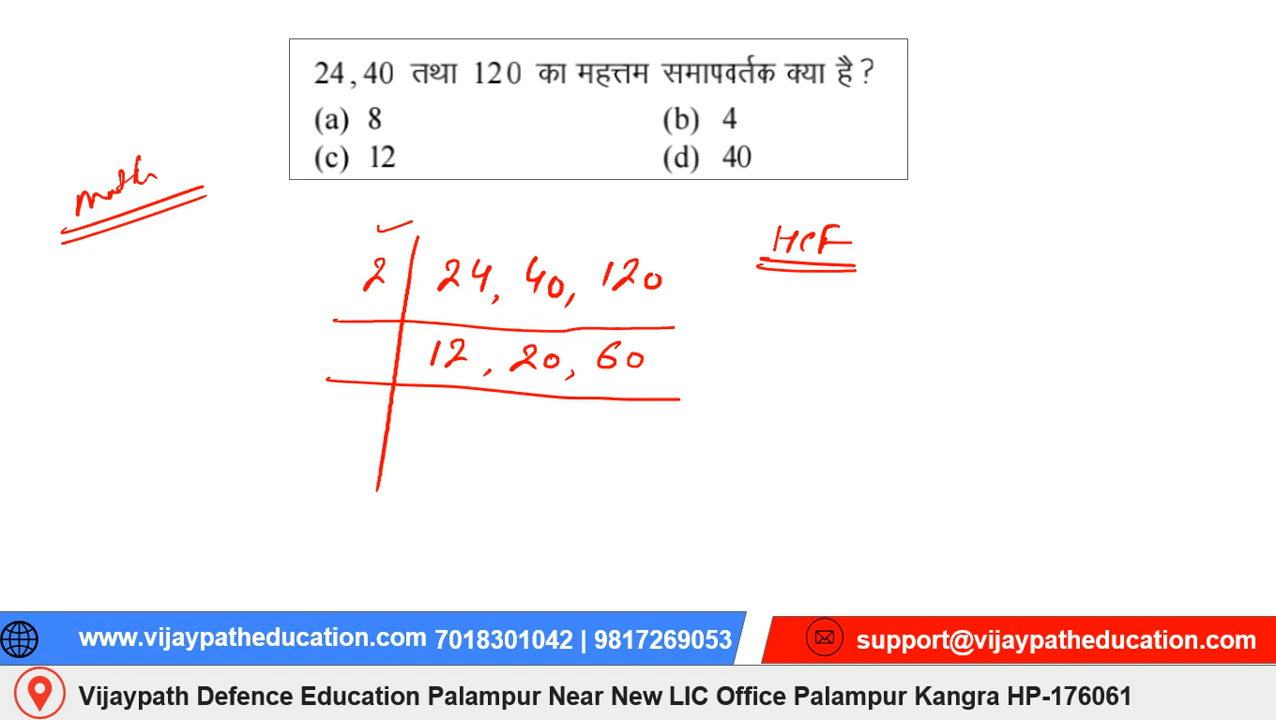 24, 40 तथा 120 का महत्तम समापवर्तक क्या है ?
(a) 8 (b) 4
(c) 12 (d) 40
math
HCF
2 24, 40, 120
12, 20, 60
www.vijaypatheducation.com 7018301042 | 9817269053 support@vijaypatheducation.com
Vijaypath Defence Education Palampur Near New LIC Office Palampur Kangra HP-176061